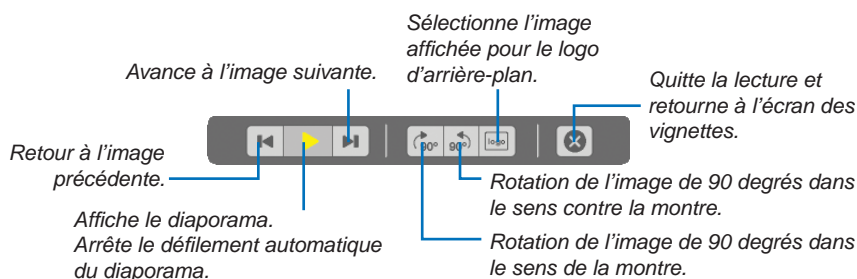 Sélectionne l’image
affichée pour le logo
d’arrière-plan.
Avance à l’image suivante.
Quitte la lecture et
retourne à l’écran des
vignettes.
90°
90°
logo
Retour à l’image
précédente.
Rotation de l’image de 90 degrés dans
le sens contre la montre.
Affiche le diaporama.
Arrête le défilement automatique
du diaporama.
Rotation de l’image de 90 degrés dans
le sens de la montre.